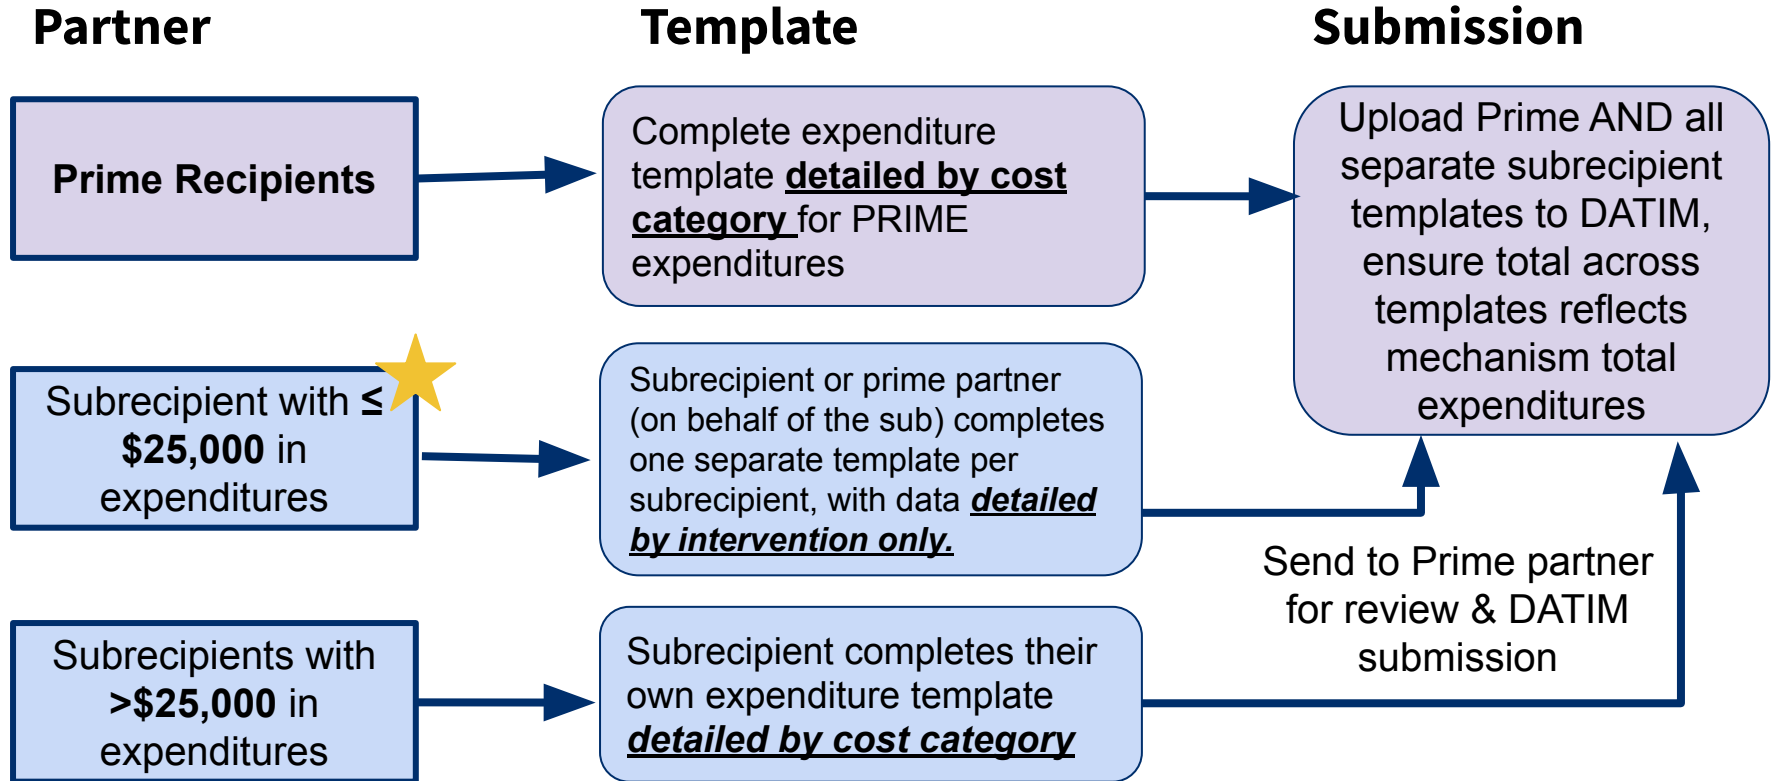 Partner
Template
Submission
Prime Recipients
Complete expenditure
template detailed by cost
category for PRIME
expenditures
Upload Prime AND all
separate subrecipient
templates to DATIM,
ensure total across
templates reflects
mechanism total
expenditures
Subrecipient with ≤
$25,000 in
expenditures
Subrecipient or prime partner
(on behalf of the sub) completes
one separate template per
subrecipient, with data detailed
by intervention only.
Send to Prime partner
for review & DATIM
submission
Subrecipients with
>$25,000 in
expenditures
Subrecipient completes their
own expenditure template
detailed by cost category